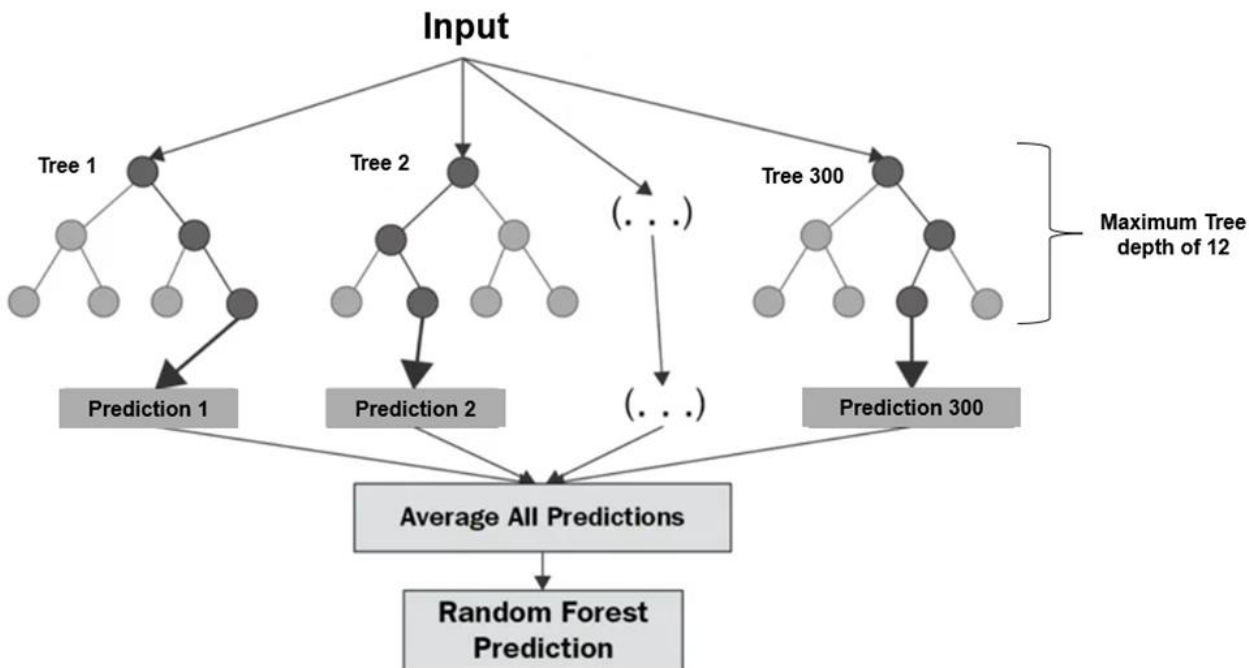 Input
Tree 1
Tree 2
Tree 300
(. . .)
Maximum Tree
depth of 12
Prediction 1
Prediction 2
(. . .)
Prediction 300
Average All Predictions
Random Forest
Prediction